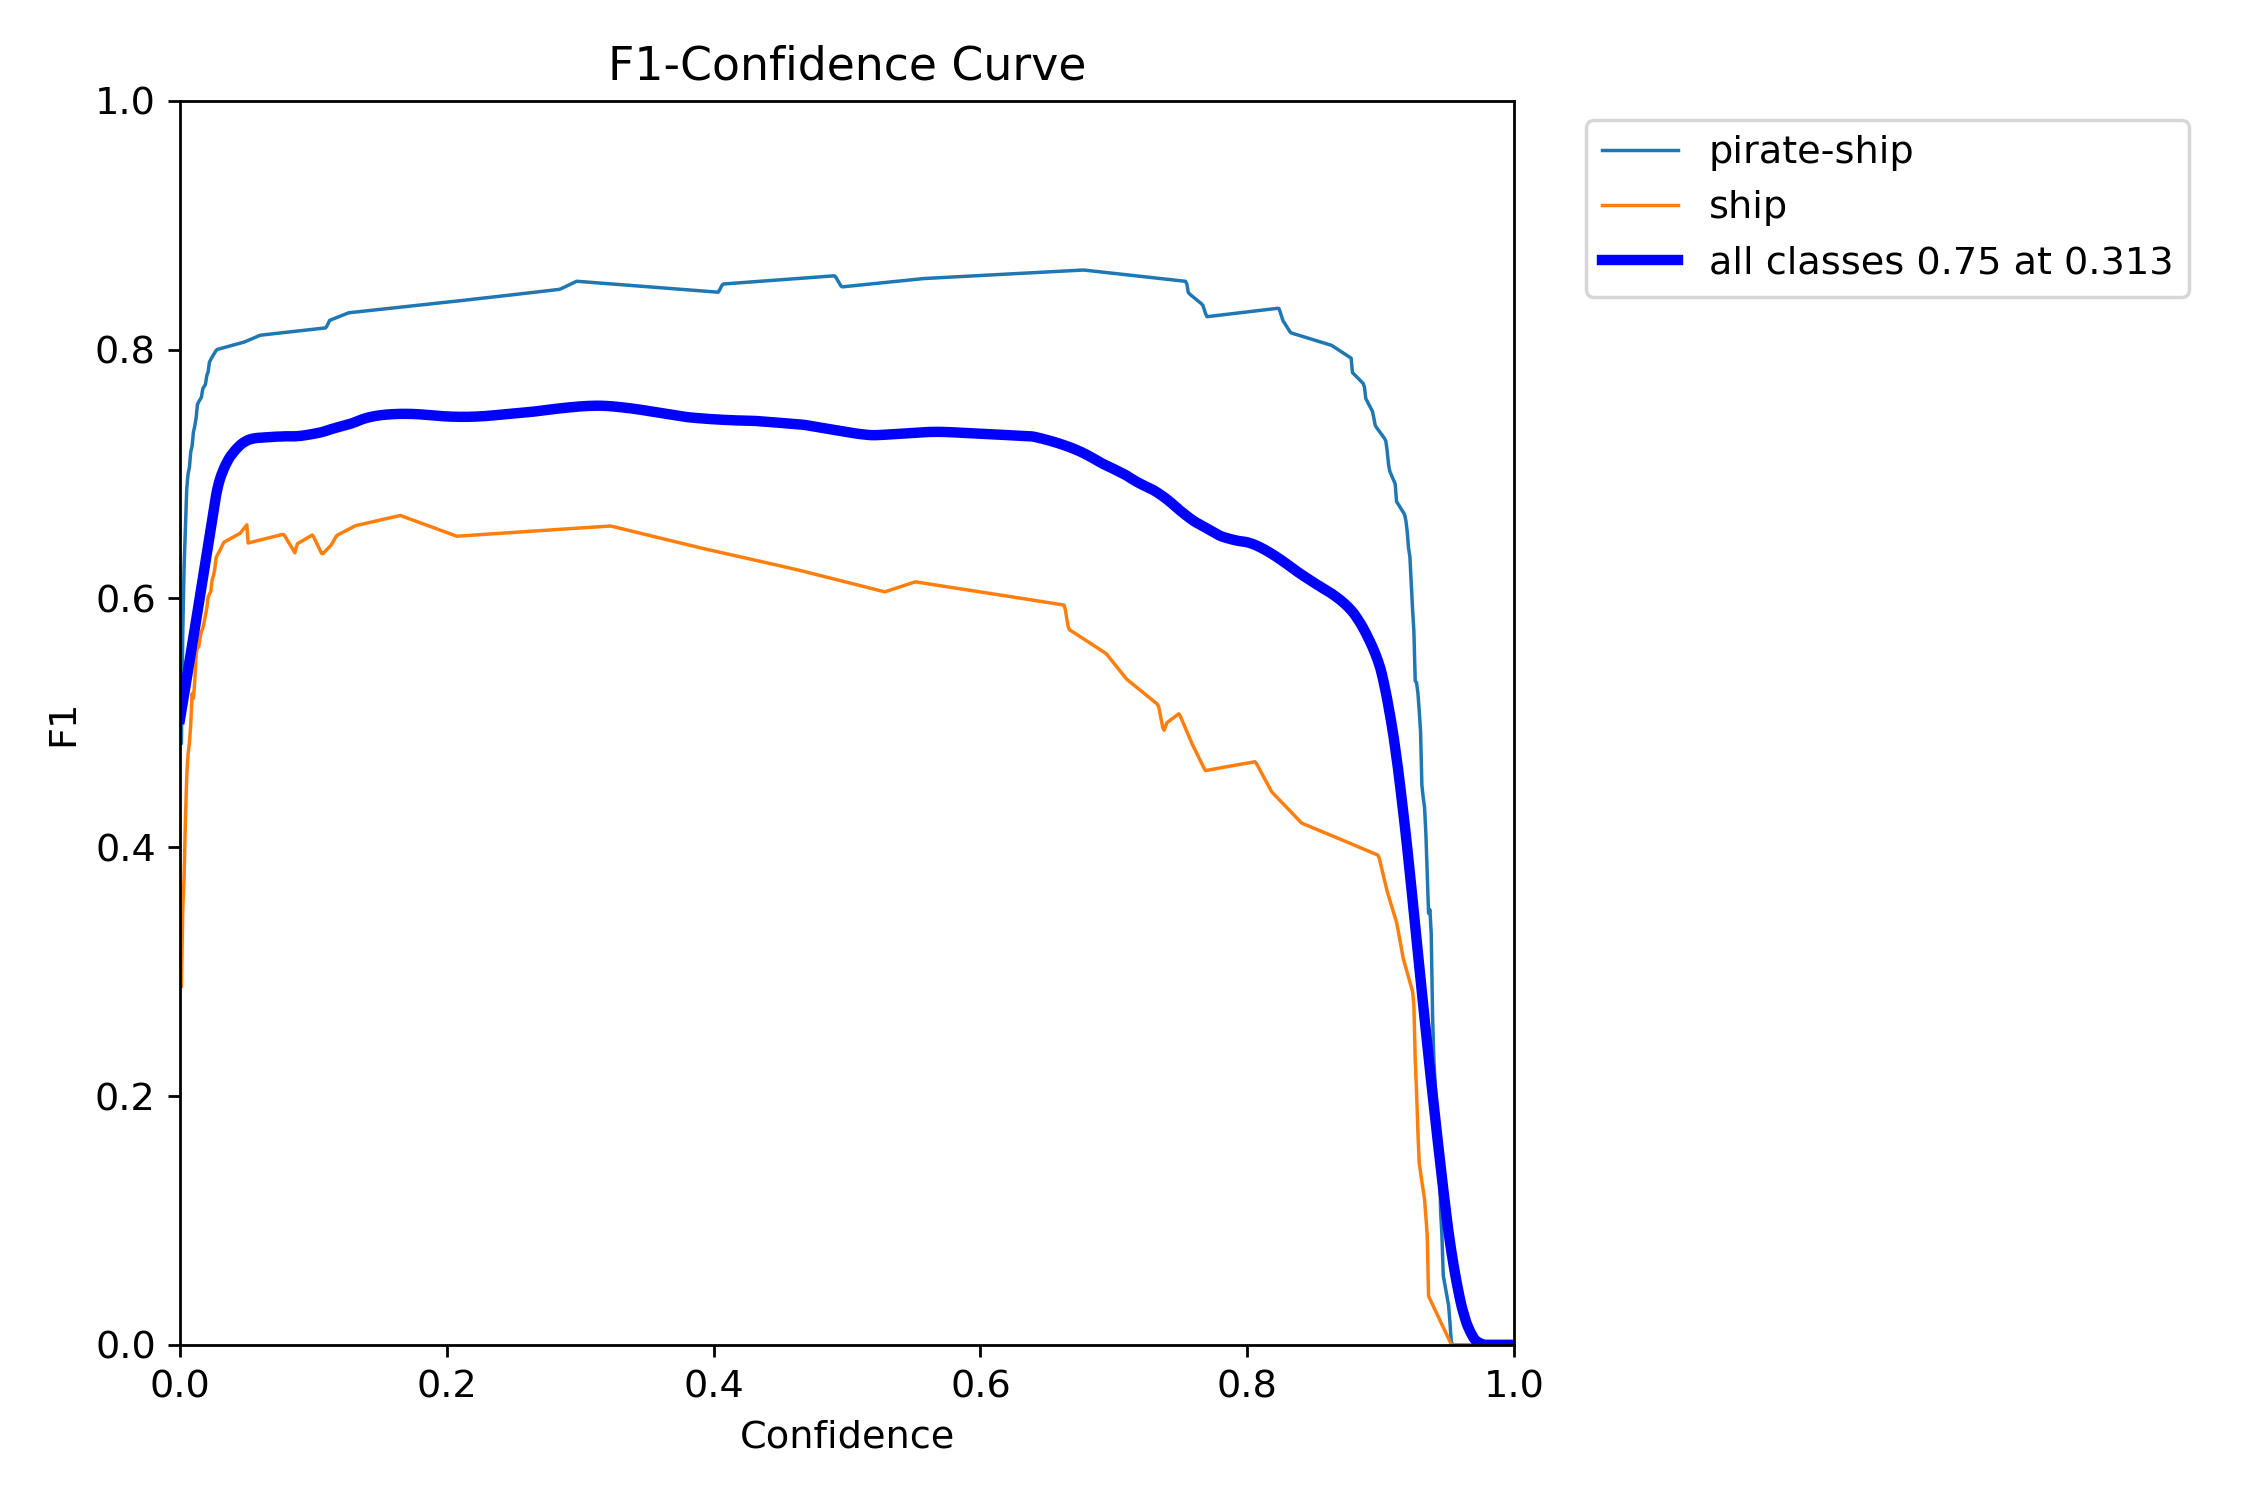 F1-Confidence Curve
1.0
0.8
0.6
0.4
0.2
0.0
F1
0.0 0.2 0.4 0.6 0.8 1.0
Confidence
pirate-ship
ship
all classes 0.75 at 0.313